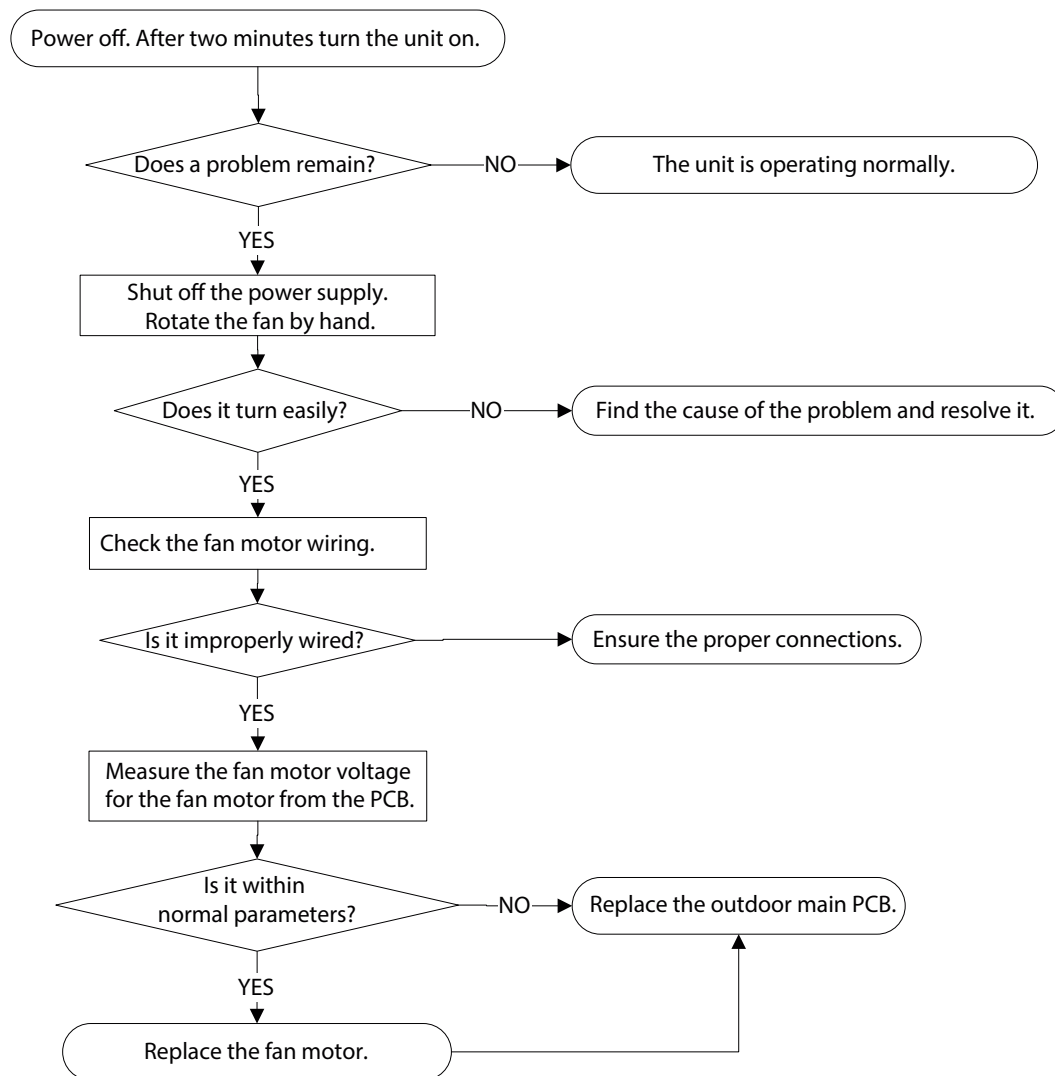 Power off. After two minutes turn the unit on.
Does a problem remain?
NO
The unit is operating normally.
YES
Shut off the power supply.
Rotate the fan by hand.
Does it turn easily?
NO
Find the cause of the problem and resolve it.
YES
Check the fan motor wiring.
Is it improperly wired?
Ensure the proper connections.
YES
Measure the fan motor voltage
for the fan motor from the PCB.
Is it within
normal parameters?
NO
Replace the outdoor main PCB.
YES
Replace the fan motor.